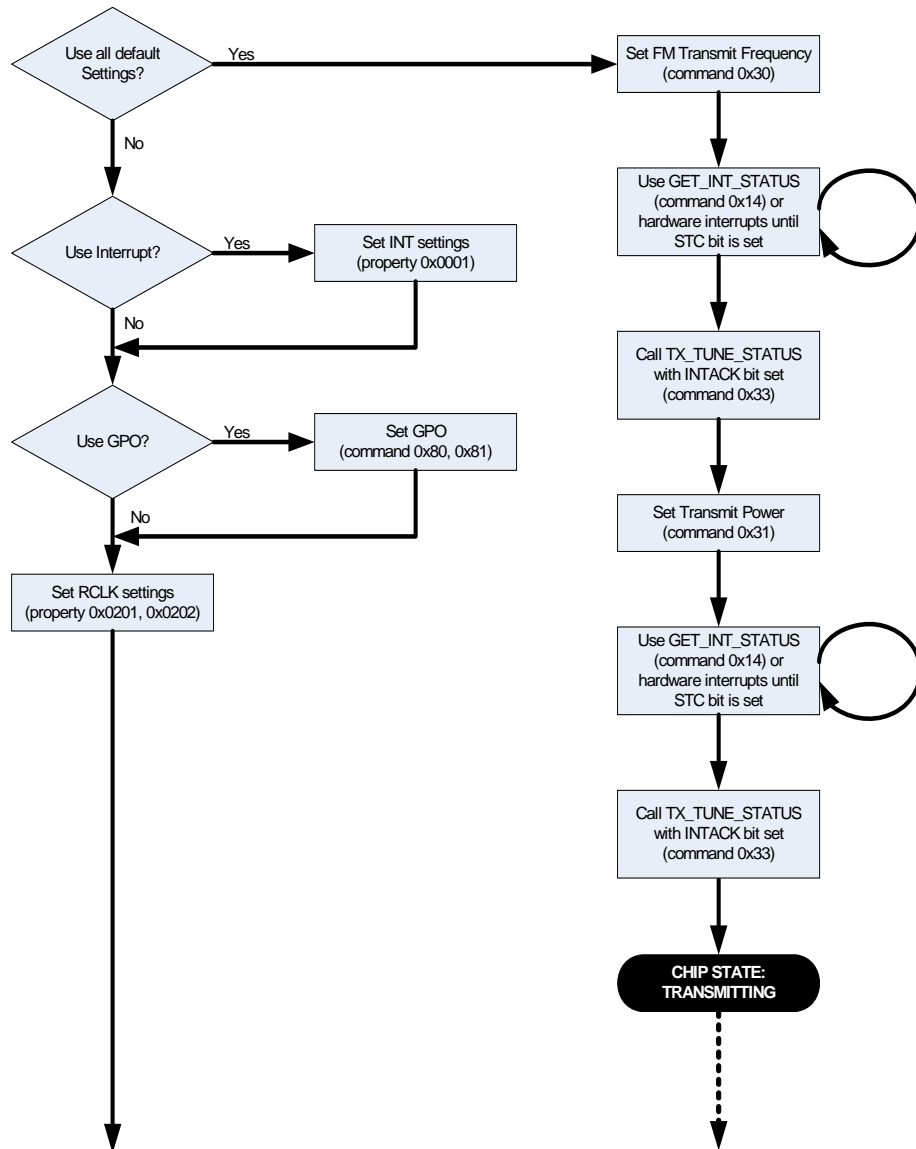 Use all default
Settings?
Yes
No
Use Interrupt?
Yes
Set INT settings
(property 0x0001)
No
Use GPO?
Yes
Set GPO
(command 0x80, 0x81)
No
Set RCLK settings
(property 0x0201, 0x0202)
Set FM Transmit Frequency
(command 0x30)
Use GET_INT_STATUS
(command 0x14) or
hardware interrupts until
STC bit is set
Call TX_TUNE_STATUS
with INTACK bit set
(command 0x33)
Set Transmit Power
(command 0x31)
Use GET_INT_STATUS
(command 0x14) or
hardware interrupts until
STC bit is set
Call TX_TUNE_STATUS
with INTACK bit set
(command 0x33)
CHIP STATE:
TRANSMITTING